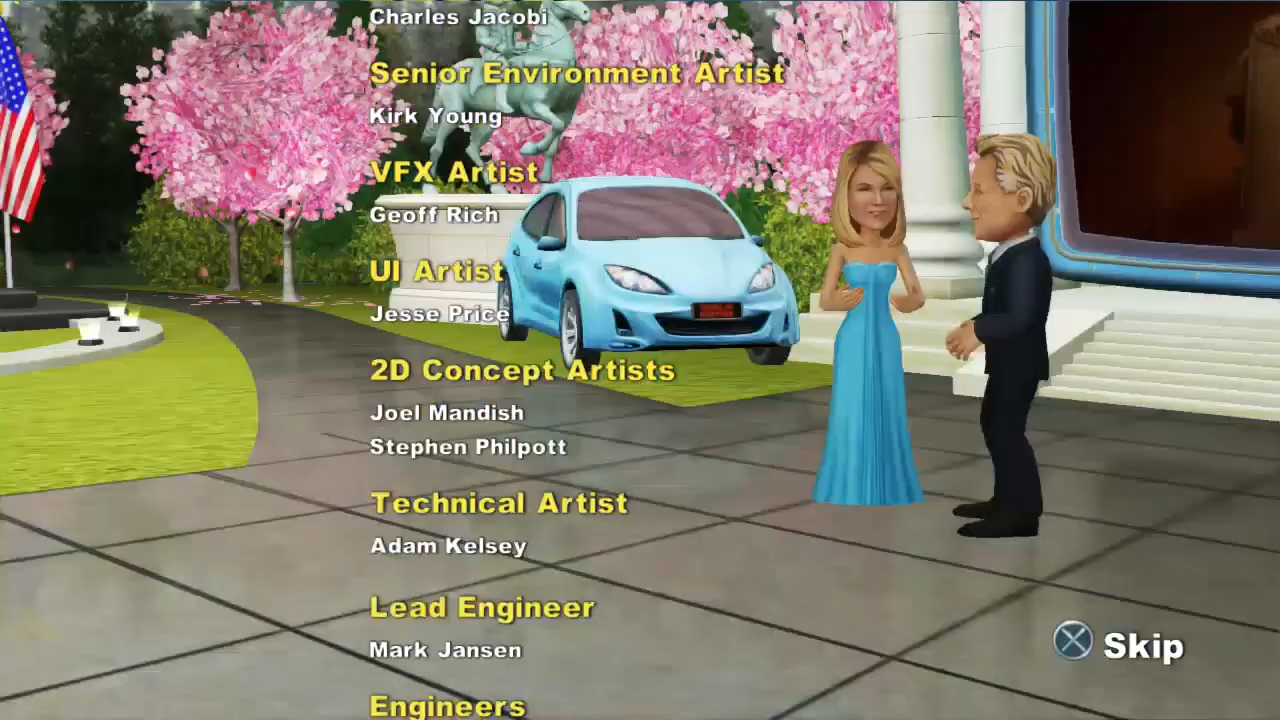 Charles Jacobi
Senior Environment Artist
Kirk Young
VFX Artist
Geoff Rich
UI Artist
Jesse Price
2D Concept Artists
Joel Mandish
Stephen Philpott
Technical Artist
Adam Kelsey
Lead Engineer
Mark Jansen
Engineers
Skip